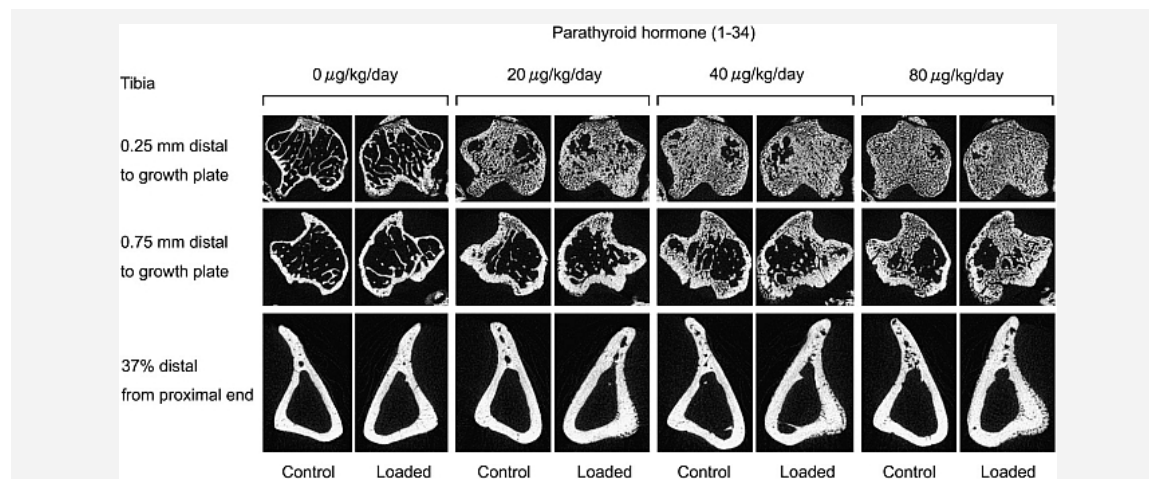 Parathyroid hormone (1-34)
Tibia
0 µg/kg/day
20 µg/kg/day
40 µg/kg/day
80 µg/kg/day
0.25 mm distal
to growth plate
0.75 mm distal
to growth plate
37% distal
from proximal end
Control Loaded Control Loaded Control Loaded Control Loaded